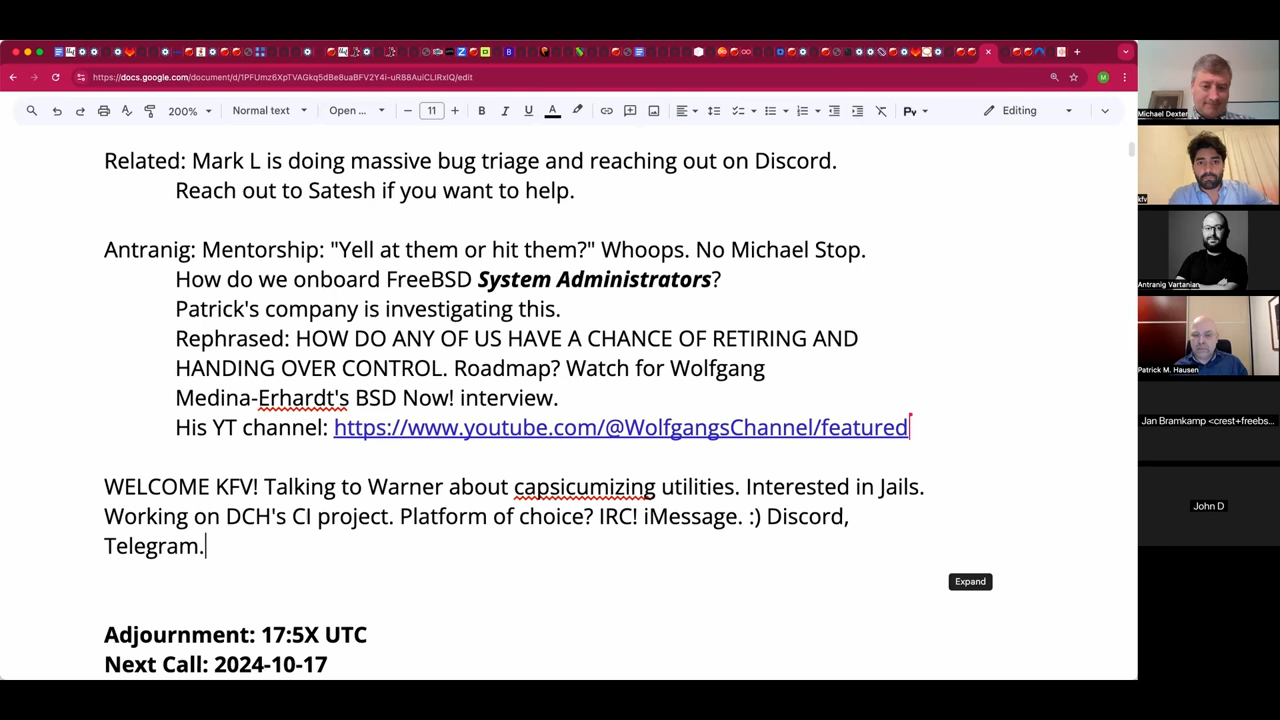 https://docs.google.com/document/d/1PFUmz6XpTVAGkq5dBe8uaBFV2Y4i-uR88AuiCLIRxIQ/edit
M
200%
Normal text
Open ...
11
Editing
Related: Mark L is doing massive bug triage and reaching out on Discord.
Reach out to Satesh if you want to help.
Antranig: Mentorship: "Yell at them or hit them?" Whoops. No Michael Stop.
How do we onboard FreeBSD System Administrators?
Patrick's company is investigating this.
Rephrased: HOW DO ANY OF US HAVE A CHANCE OF RETIRING AND
HANDING OVER CONTROL. Roadmap? Watch for Wolfgang
Medina-Erhardt's BSD Now! interview.
His YT channel: https://www.youtube.com/@WolfgangsChannel/featured
WELCOME KFV! Talking to Warner about capsicumizing utilities. Interested in Jails.
Working on DCH's CI project. Platform of choice? IRC! iMessage. :) Discord,
Telegram.
Expand
Adjournment: 17:5X UTC
Next Call: 2024-10-17
Michael Dexter
kfv
Antranig Vartanian
Patrick M. Hausen
Jan Bramkamp <crest+freebs...
John D